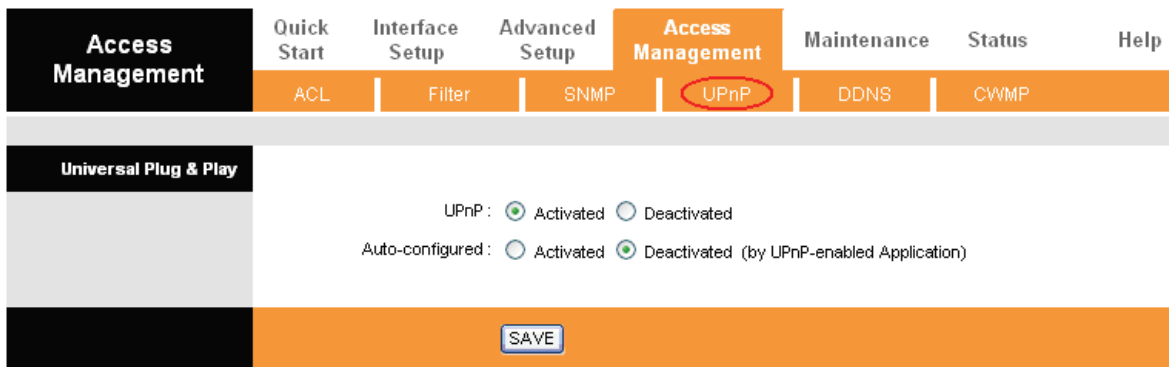 Access Management
Quick Start
Interface Setup
Advanced Setup
Access Management
Maintenance
Status
Help
ACL
Filter
SNMP
UPnP
DDNS
CWMP
Universal Plug & Play
UPnP : Activated Deactivated
Auto-configured : Activated Deactivated (by UPnP-enabled Application)
SAVE